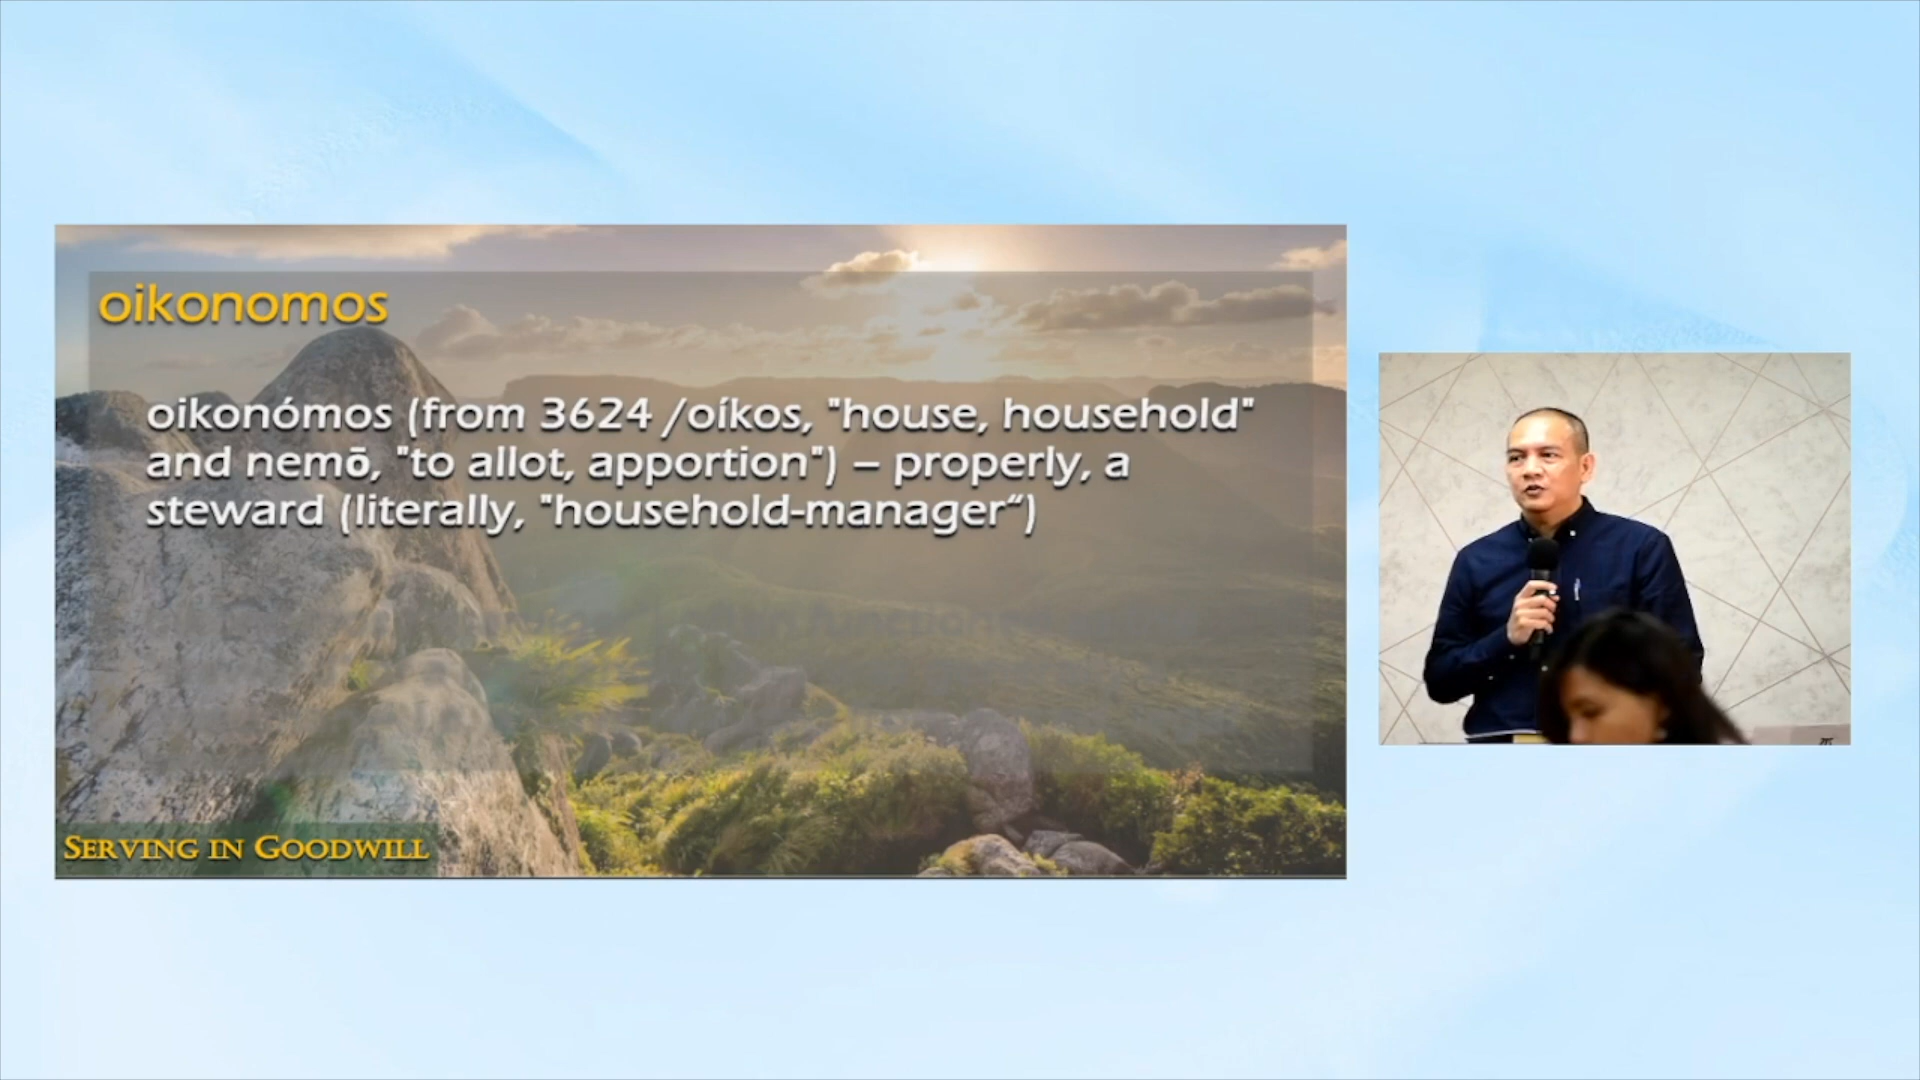 oikonomos
oikonómos (from 3624 /oíkos, "house, household"
and nemō, "to allot, apportion") – properly, a
steward (literally, "household-manager“)
SERVING IN GOODWILL